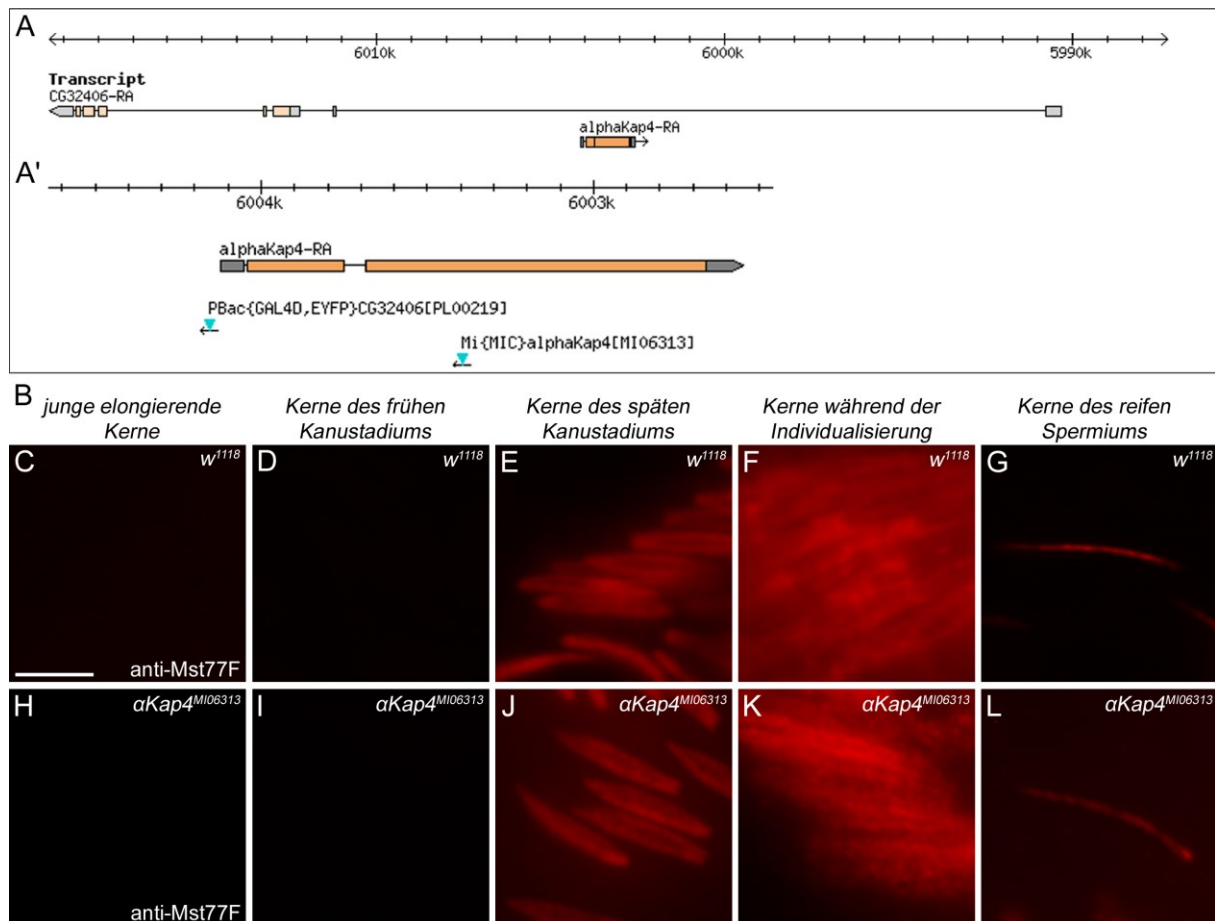 A
6010k
6000k
5990k
Transcript
CG32406-RA
alphaKap4-RA
A'
6004k
6003k
alphaKap4-RA
PBac{GAL4D,EYFP}CG32406[PL00219]
Mi{MIC}alphaKap4[MI06313]
B
junge elongierende
Kerne
Kerne des frühen
Kanustadiums
Kerne des späten
Kanustadiums
Kerne während der
Individualisierung
Kerne des reifen
Spermiums
C
w1118
anti-Mst77F
D
w1118
E
w1118
F
w1118
G
w1118
H
αKap4MI06313
anti-Mst77F
I
αKap4MI06313
J
αKap4MI06313
K
αKap4MI06313
L
αKap4MI06313